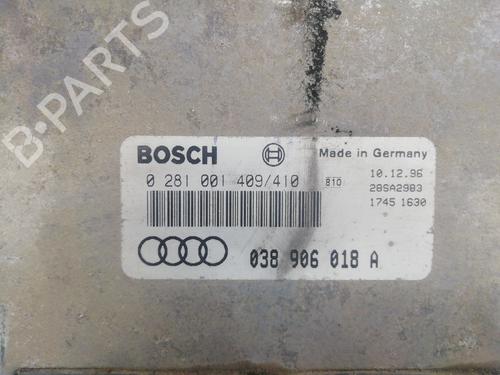 B-PARTS
BOSCH
Made in Germany
0 281 001 409/410
810
10.12.96
28SA2983
1745 1630
038 906 018 A